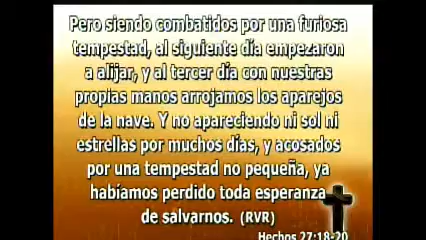 Pero siendo combatidos por una furiosa
tempestad, al siguiente día empezaron
a alijar, y al tercer día con nuestras
propias manos arrojamos los aparejos
de la nave. Y no apareciendo ni sol ni
estrellas por muchos días, y acosados
por una tempestad no pequeña, ya
habíamos perdido toda esperanza
de salvarnos. (RVR)
Hechos 27:18-20